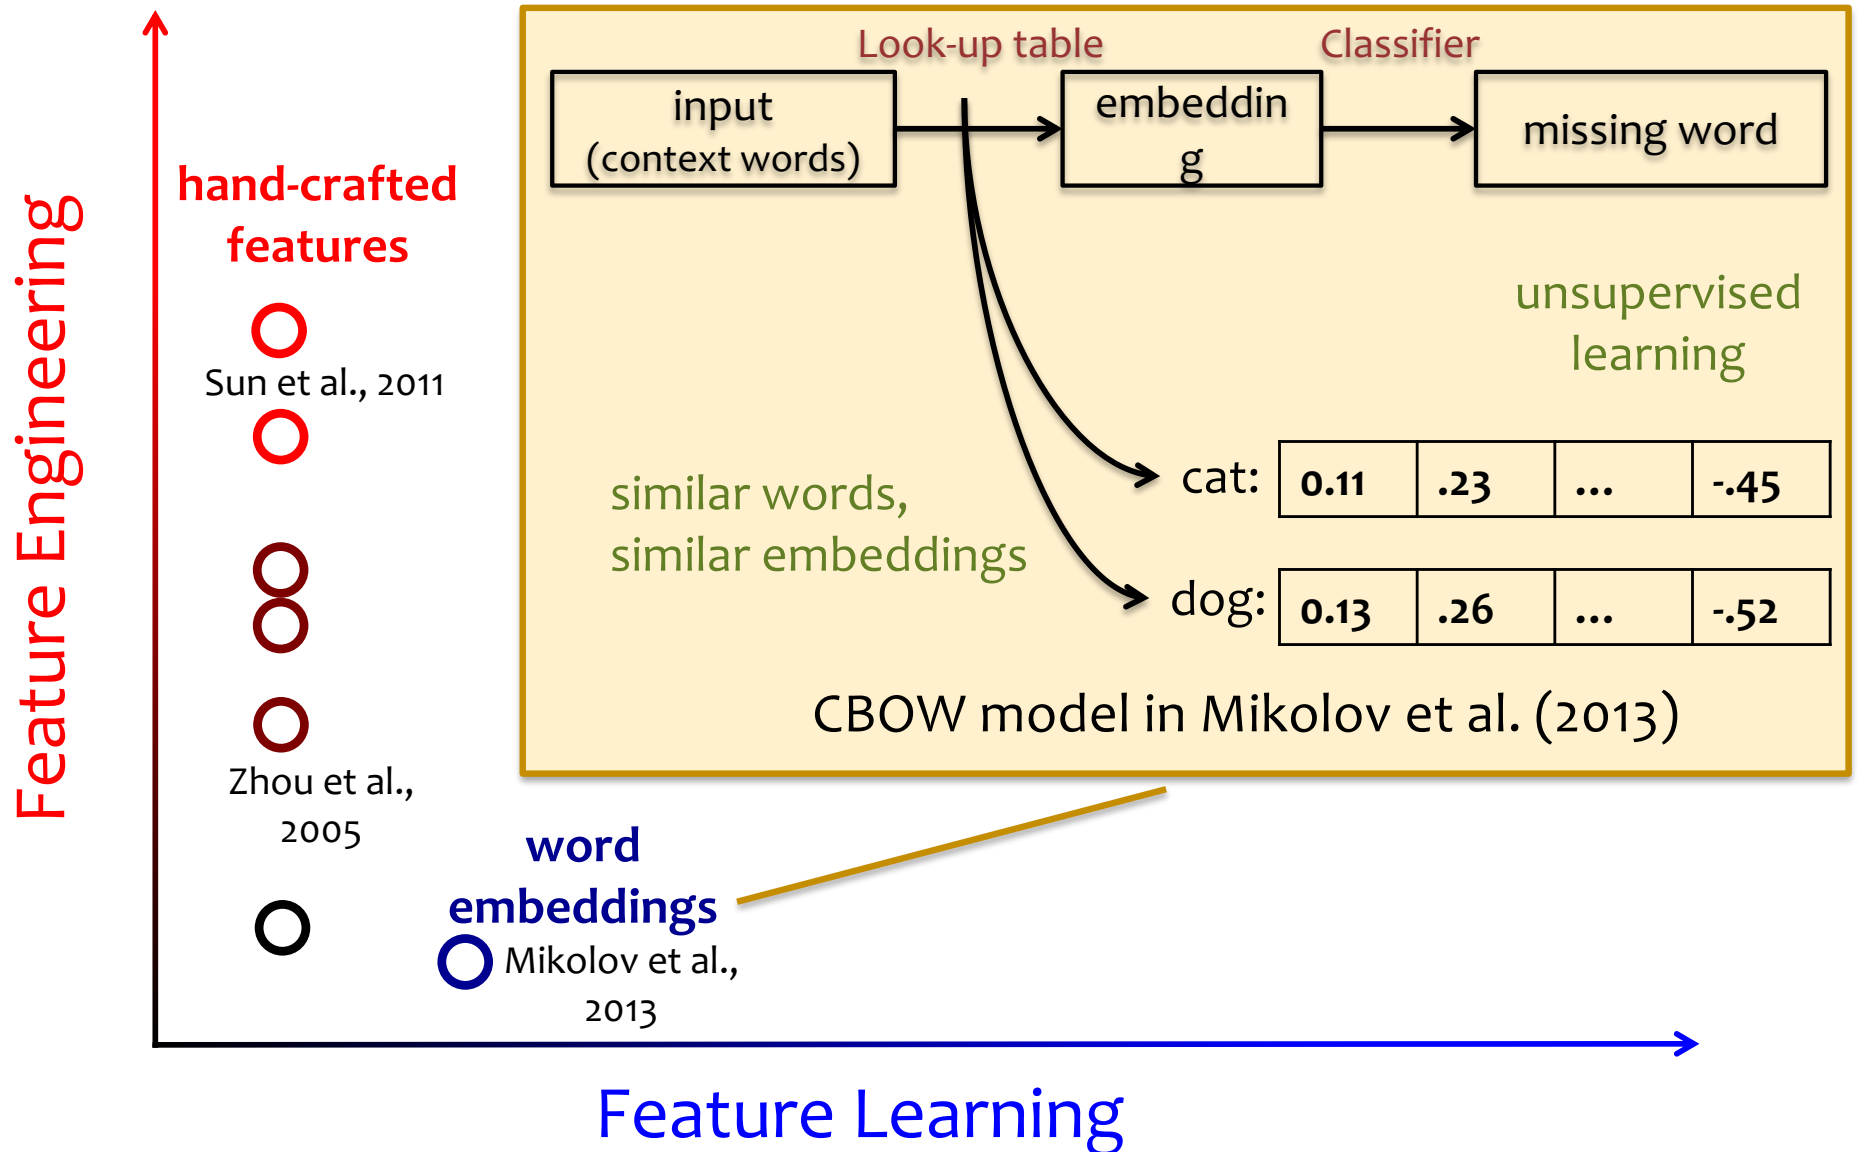 Feature Engineering
hand-crafted
features
Sun et al., 2011
Zhou et al.,
2005
word
embeddings
Mikolov et al.,
2013
Feature Learning
Look-up table
Classifier
input
(context words)
embeddin
g
missing word
unsupervised
learning
similar words,
similar embeddings
cat: 0.11 .23 ... -.45
dog: 0.13 .26 ... -.52
CBOW model in Mikolov et al. (2013)